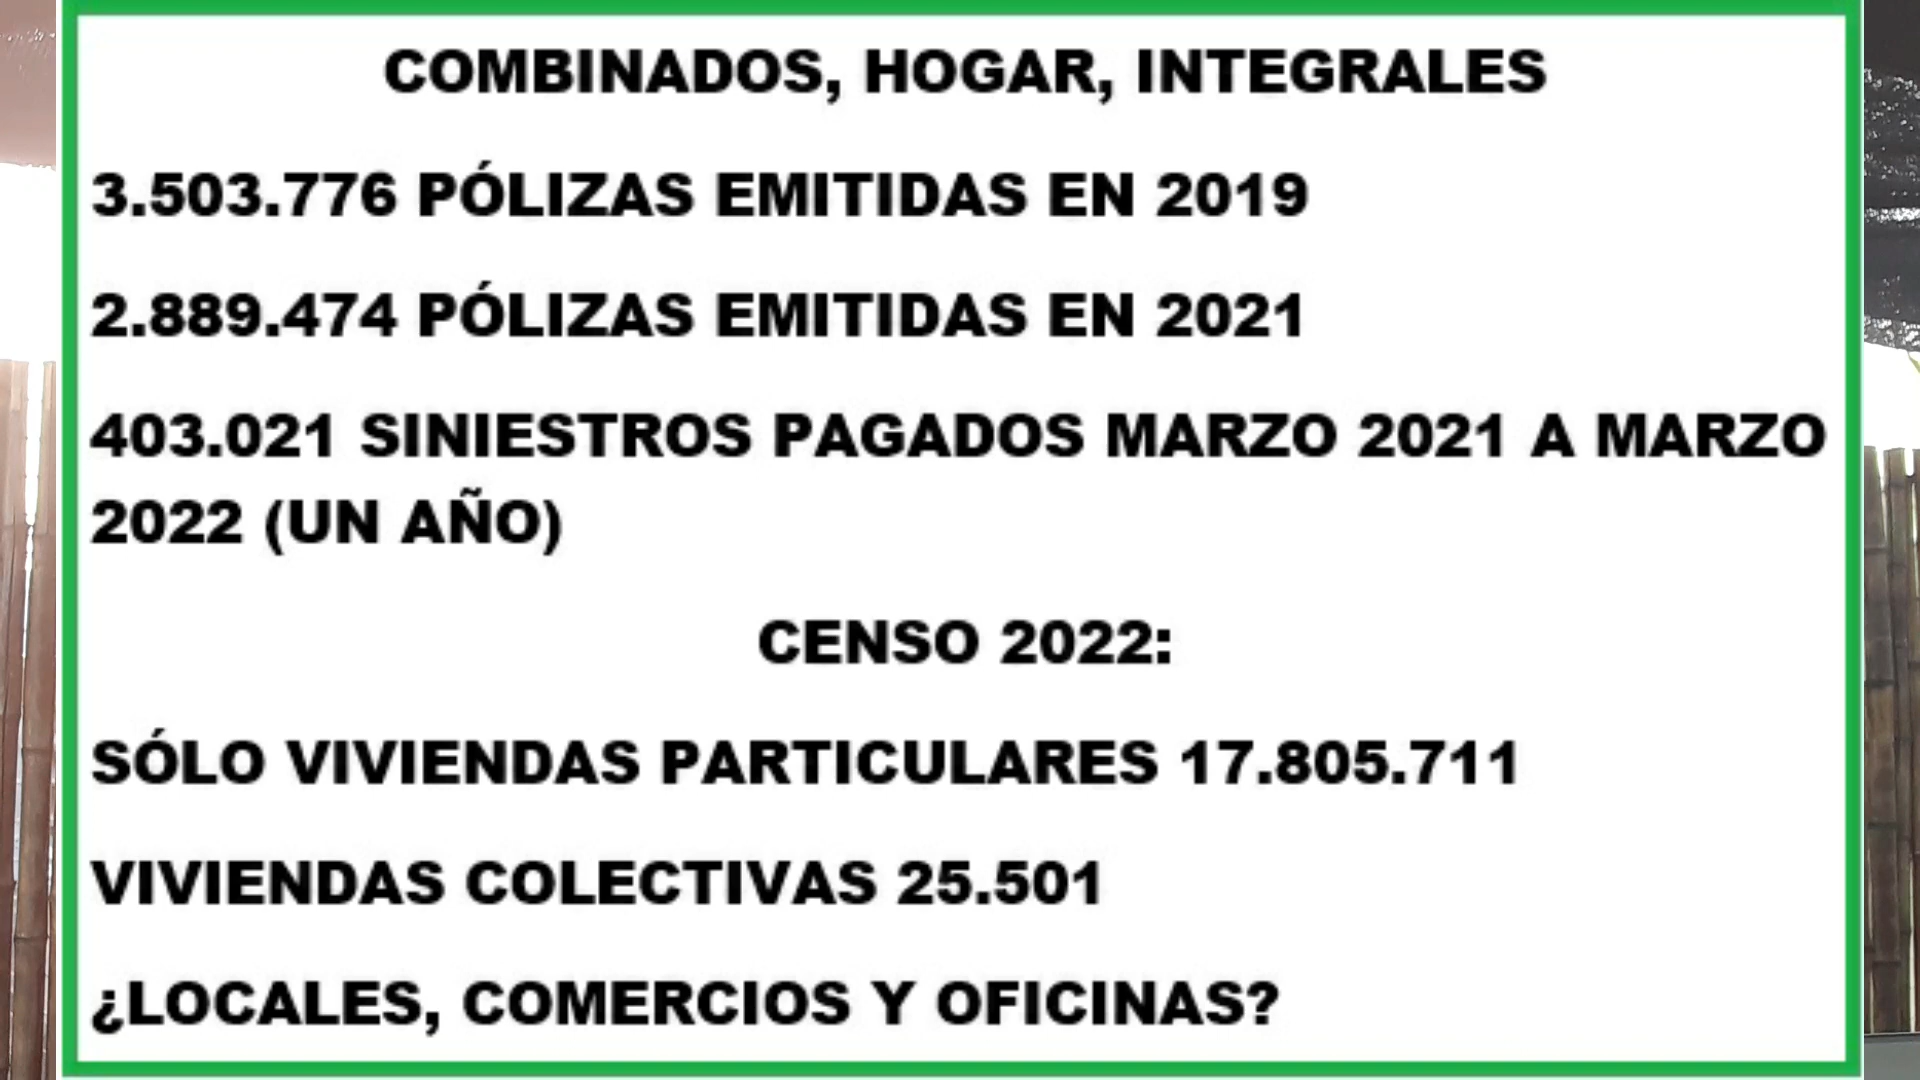 COMBINADOS, HOGAR, INTEGRALES
3.503.776 PÓLIZAS EMITIDAS EN 2019
2.889.474 PÓLIZAS EMITIDAS EN 2021
403.021 SINIESTROS PAGADOS MARZO 2021 A MARZO
2022 (UN AÑO)
CENSO 2022:
SÓLO VIVIENDAS PARTICULARES 17.805.711
VIVIENDAS COLECTIVAS 25.501
¿LOCALES, COMERCIOS Y OFICINAS?